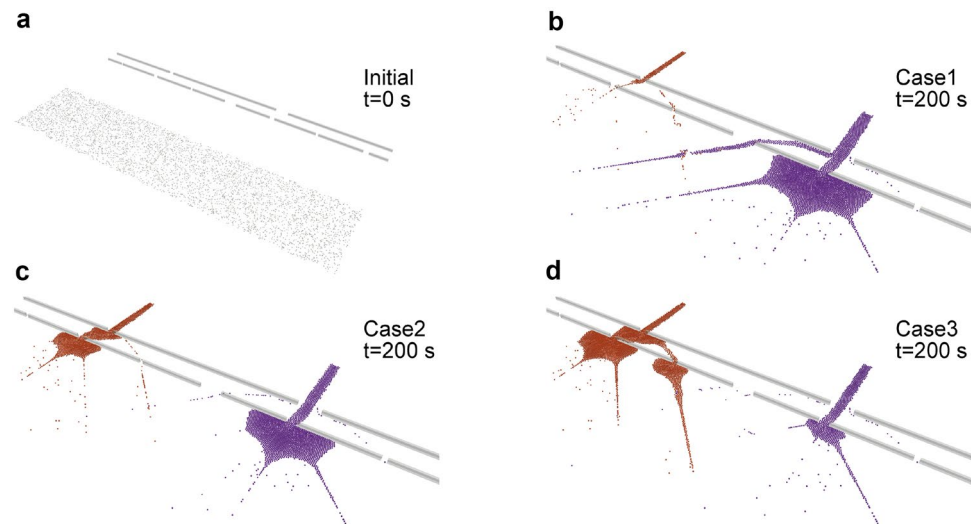 a
Initial
t=0 s
b
Case1
t=200 s
c
Case2
t=200 s
d
Case3
t=200 s